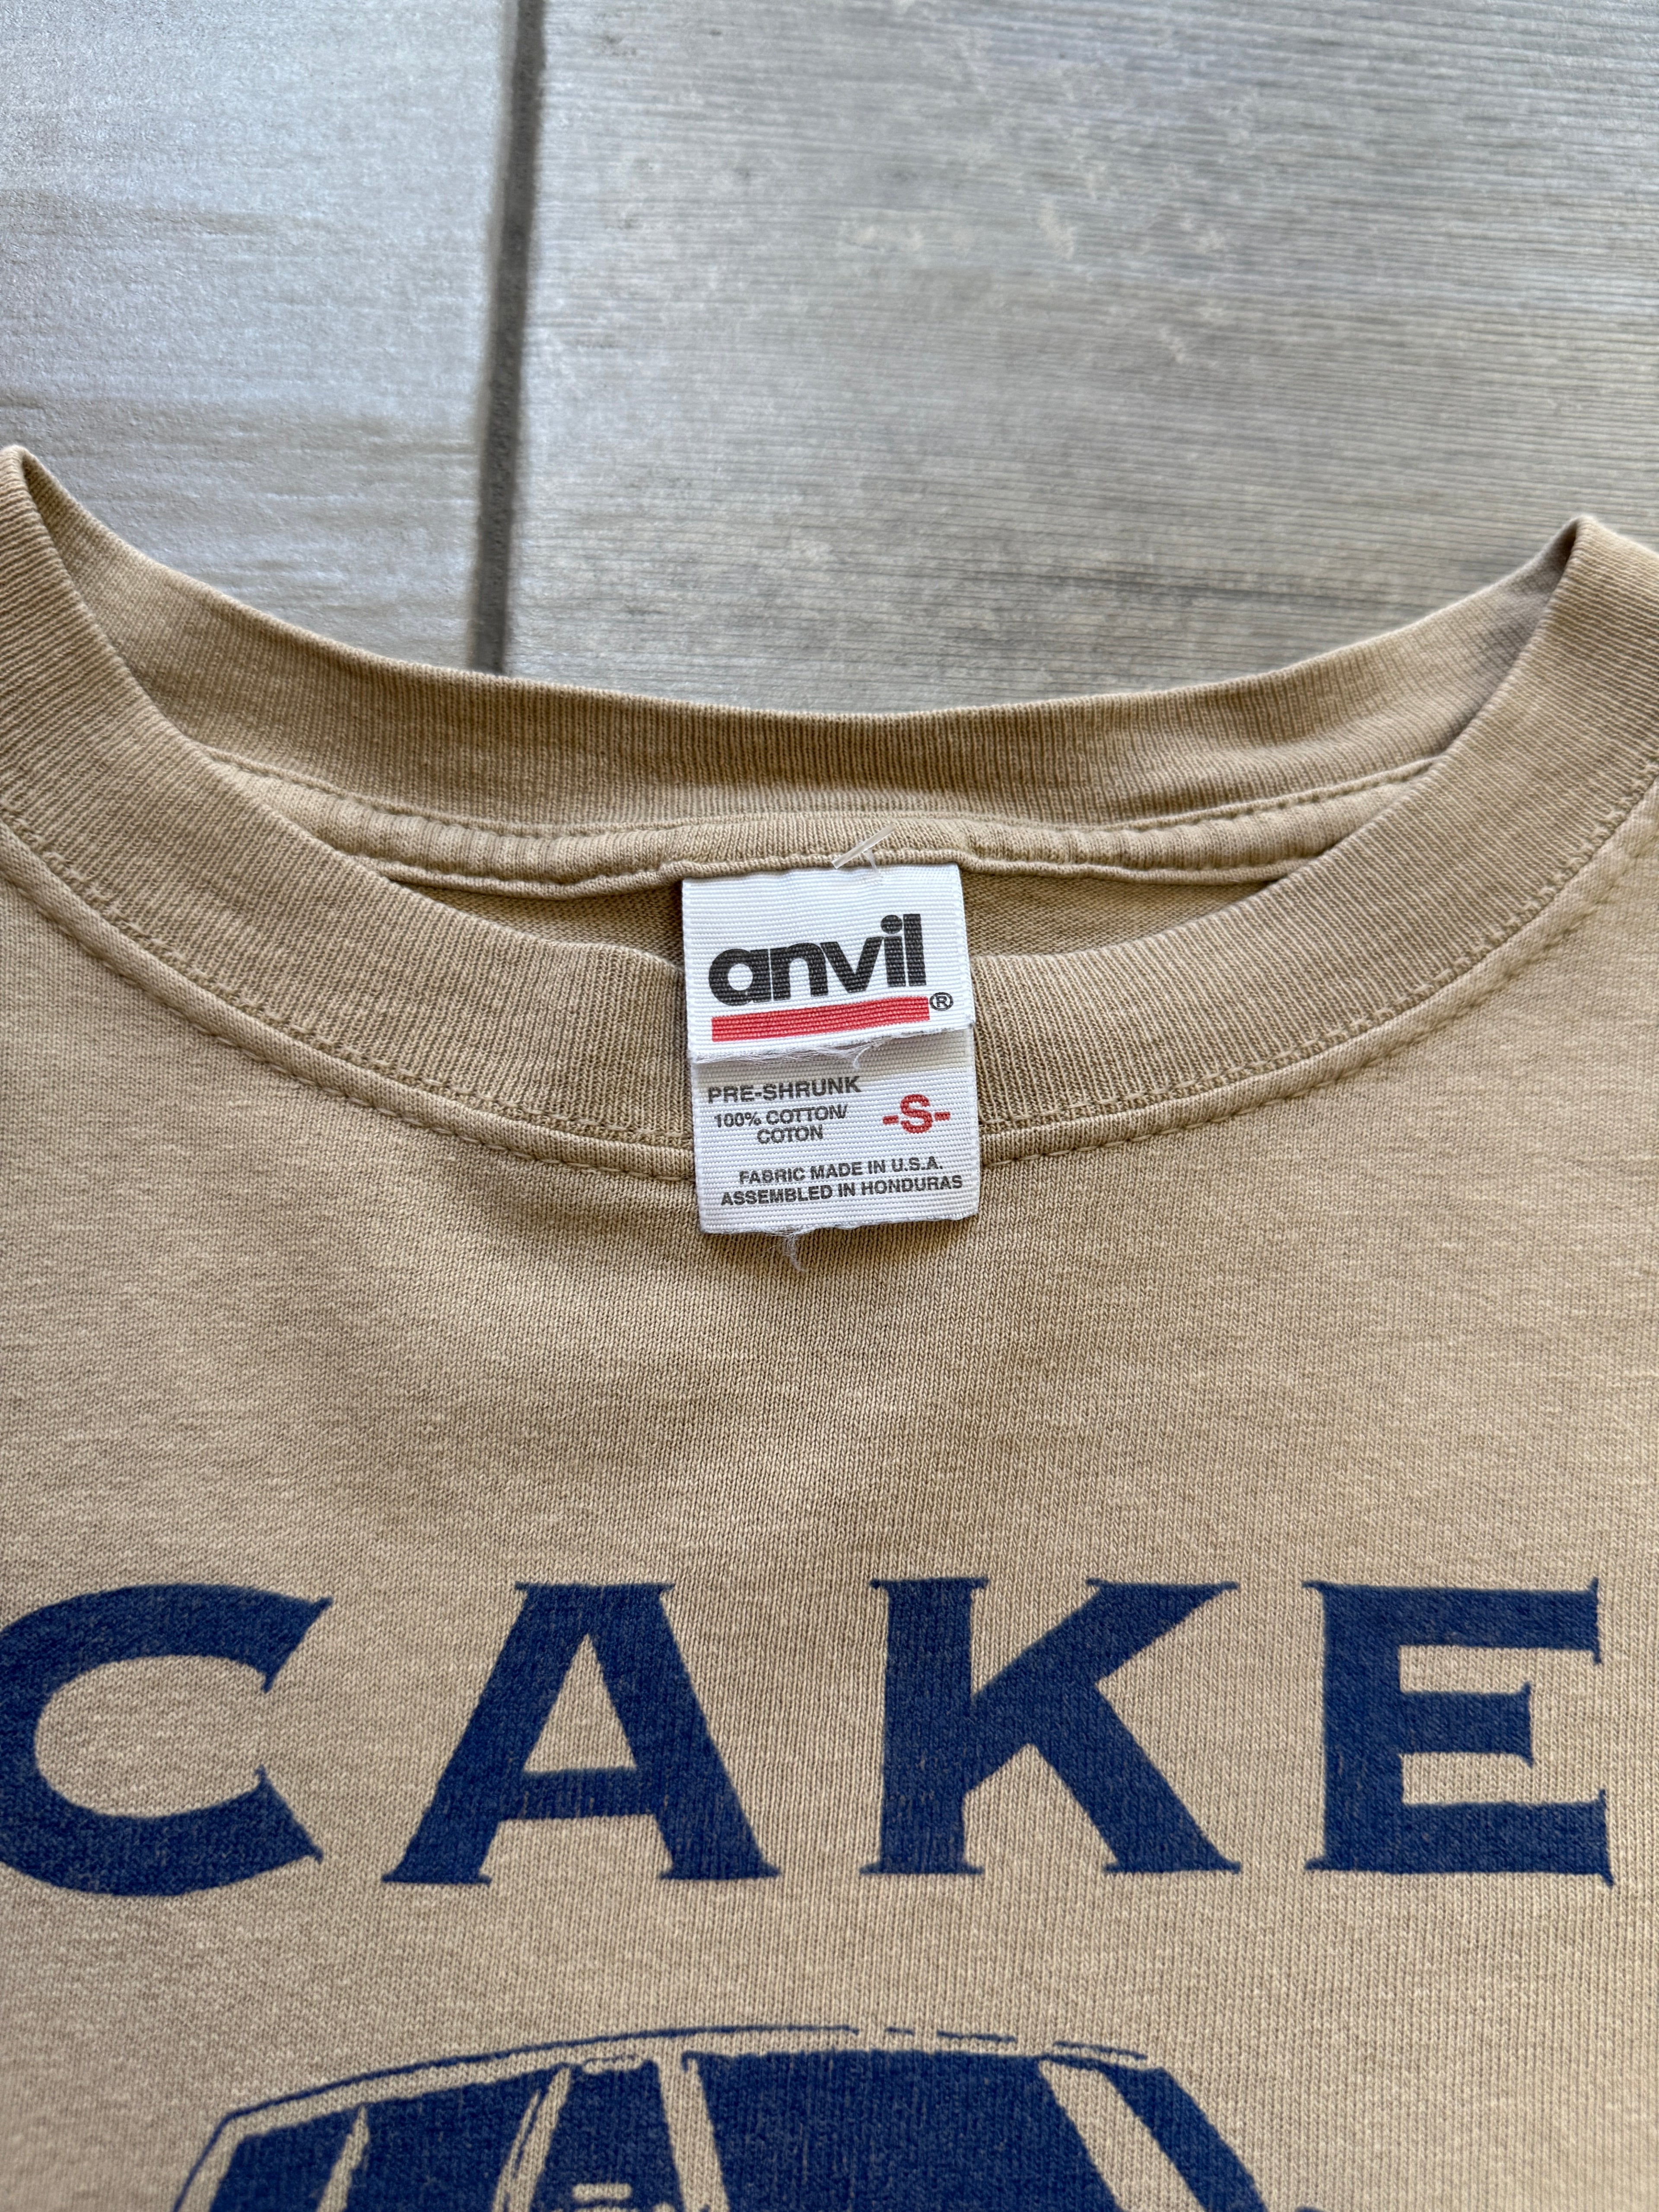 anvil®
PRE-SHRUNK
100% COTTON/
COTON
-S-
FABRIC MADE IN U.S.A.
ASSEMBLED IN HONDURAS
CAKE